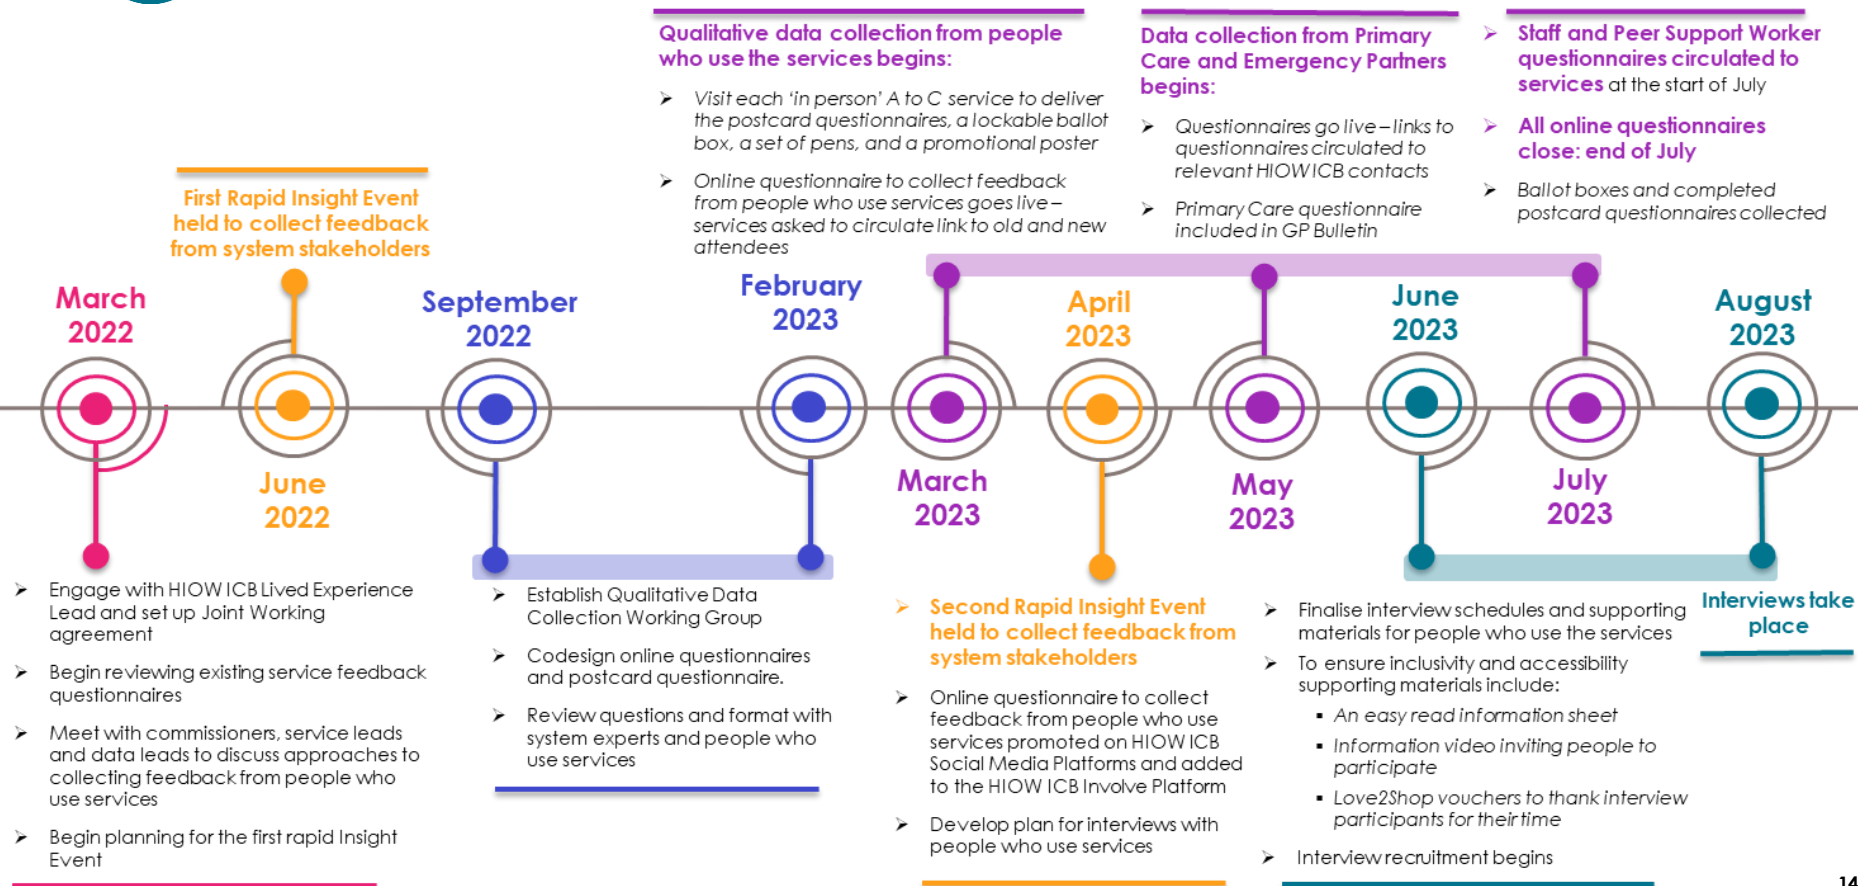 Qualitative data collection from people
who use the services begins:
➢ Visit each ‘in person’ A to C service to deliver
the postcard questionnaires, a lockable ballot
box, a set of pens, and a promotional poster
➢ Online questionnaire to collect feedback
from people who use services goes live –
services asked to circulate link to old and new
attendees
Data collection from Primary
Care and Emergency Partners
begins:
➢ Questionnaires go live – links to
questionnaires circulated to
relevant HIOW ICB contacts
➢ Primary Care questionnaire
included in GP Bulletin
➢ Staff and Peer Support Worker
questionnaires circulated to
services at the start of July
➢ All online questionnaires
close: end of July
➢ Ballot boxes and completed
postcard questionnaires collected
First Rapid Insight Event
held to collect feedback
from system stakeholders
March
2022
June
2022
September
2022
February
2023
March
2023
April
2023
May
2023
June
2023
July
2023
August
2023
➢ Engage with HIOW ICB Lived Experience
Lead and set up Joint Working
agreement
➢ Begin reviewing existing service feedback
questionnaires
➢ Meet with commissioners, service leads
and data leads to discuss approaches to
collecting feedback from people who
use services
➢ Begin planning for the first rapid Insight
Event
➢ Establish Qualitative Data
Collection Working Group
➢ Codesign online questionnaires
and postcard questionnaire.
➢ Review questions and format with
system experts and people who
use services
➢ Second Rapid Insight Event
held to collect feedback from
system stakeholders
➢ Online questionnaire to collect
feedback from people who use
services promoted on HIOW ICB
Social Media Platforms and added
to the HIOW ICB Involve Platform
➢ Develop plan for interviews with
people who use services
➢ Finalise interview schedules and supporting
materials for people who use the services
➢ To ensure inclusivity and accessibility
supporting materials include:
▪ An easy read information sheet
▪ Information video inviting people to
participate
▪ Love2Shop vouchers to thank interview
participants for their time
➢ Interview recruitment begins
Interviews take
place
14